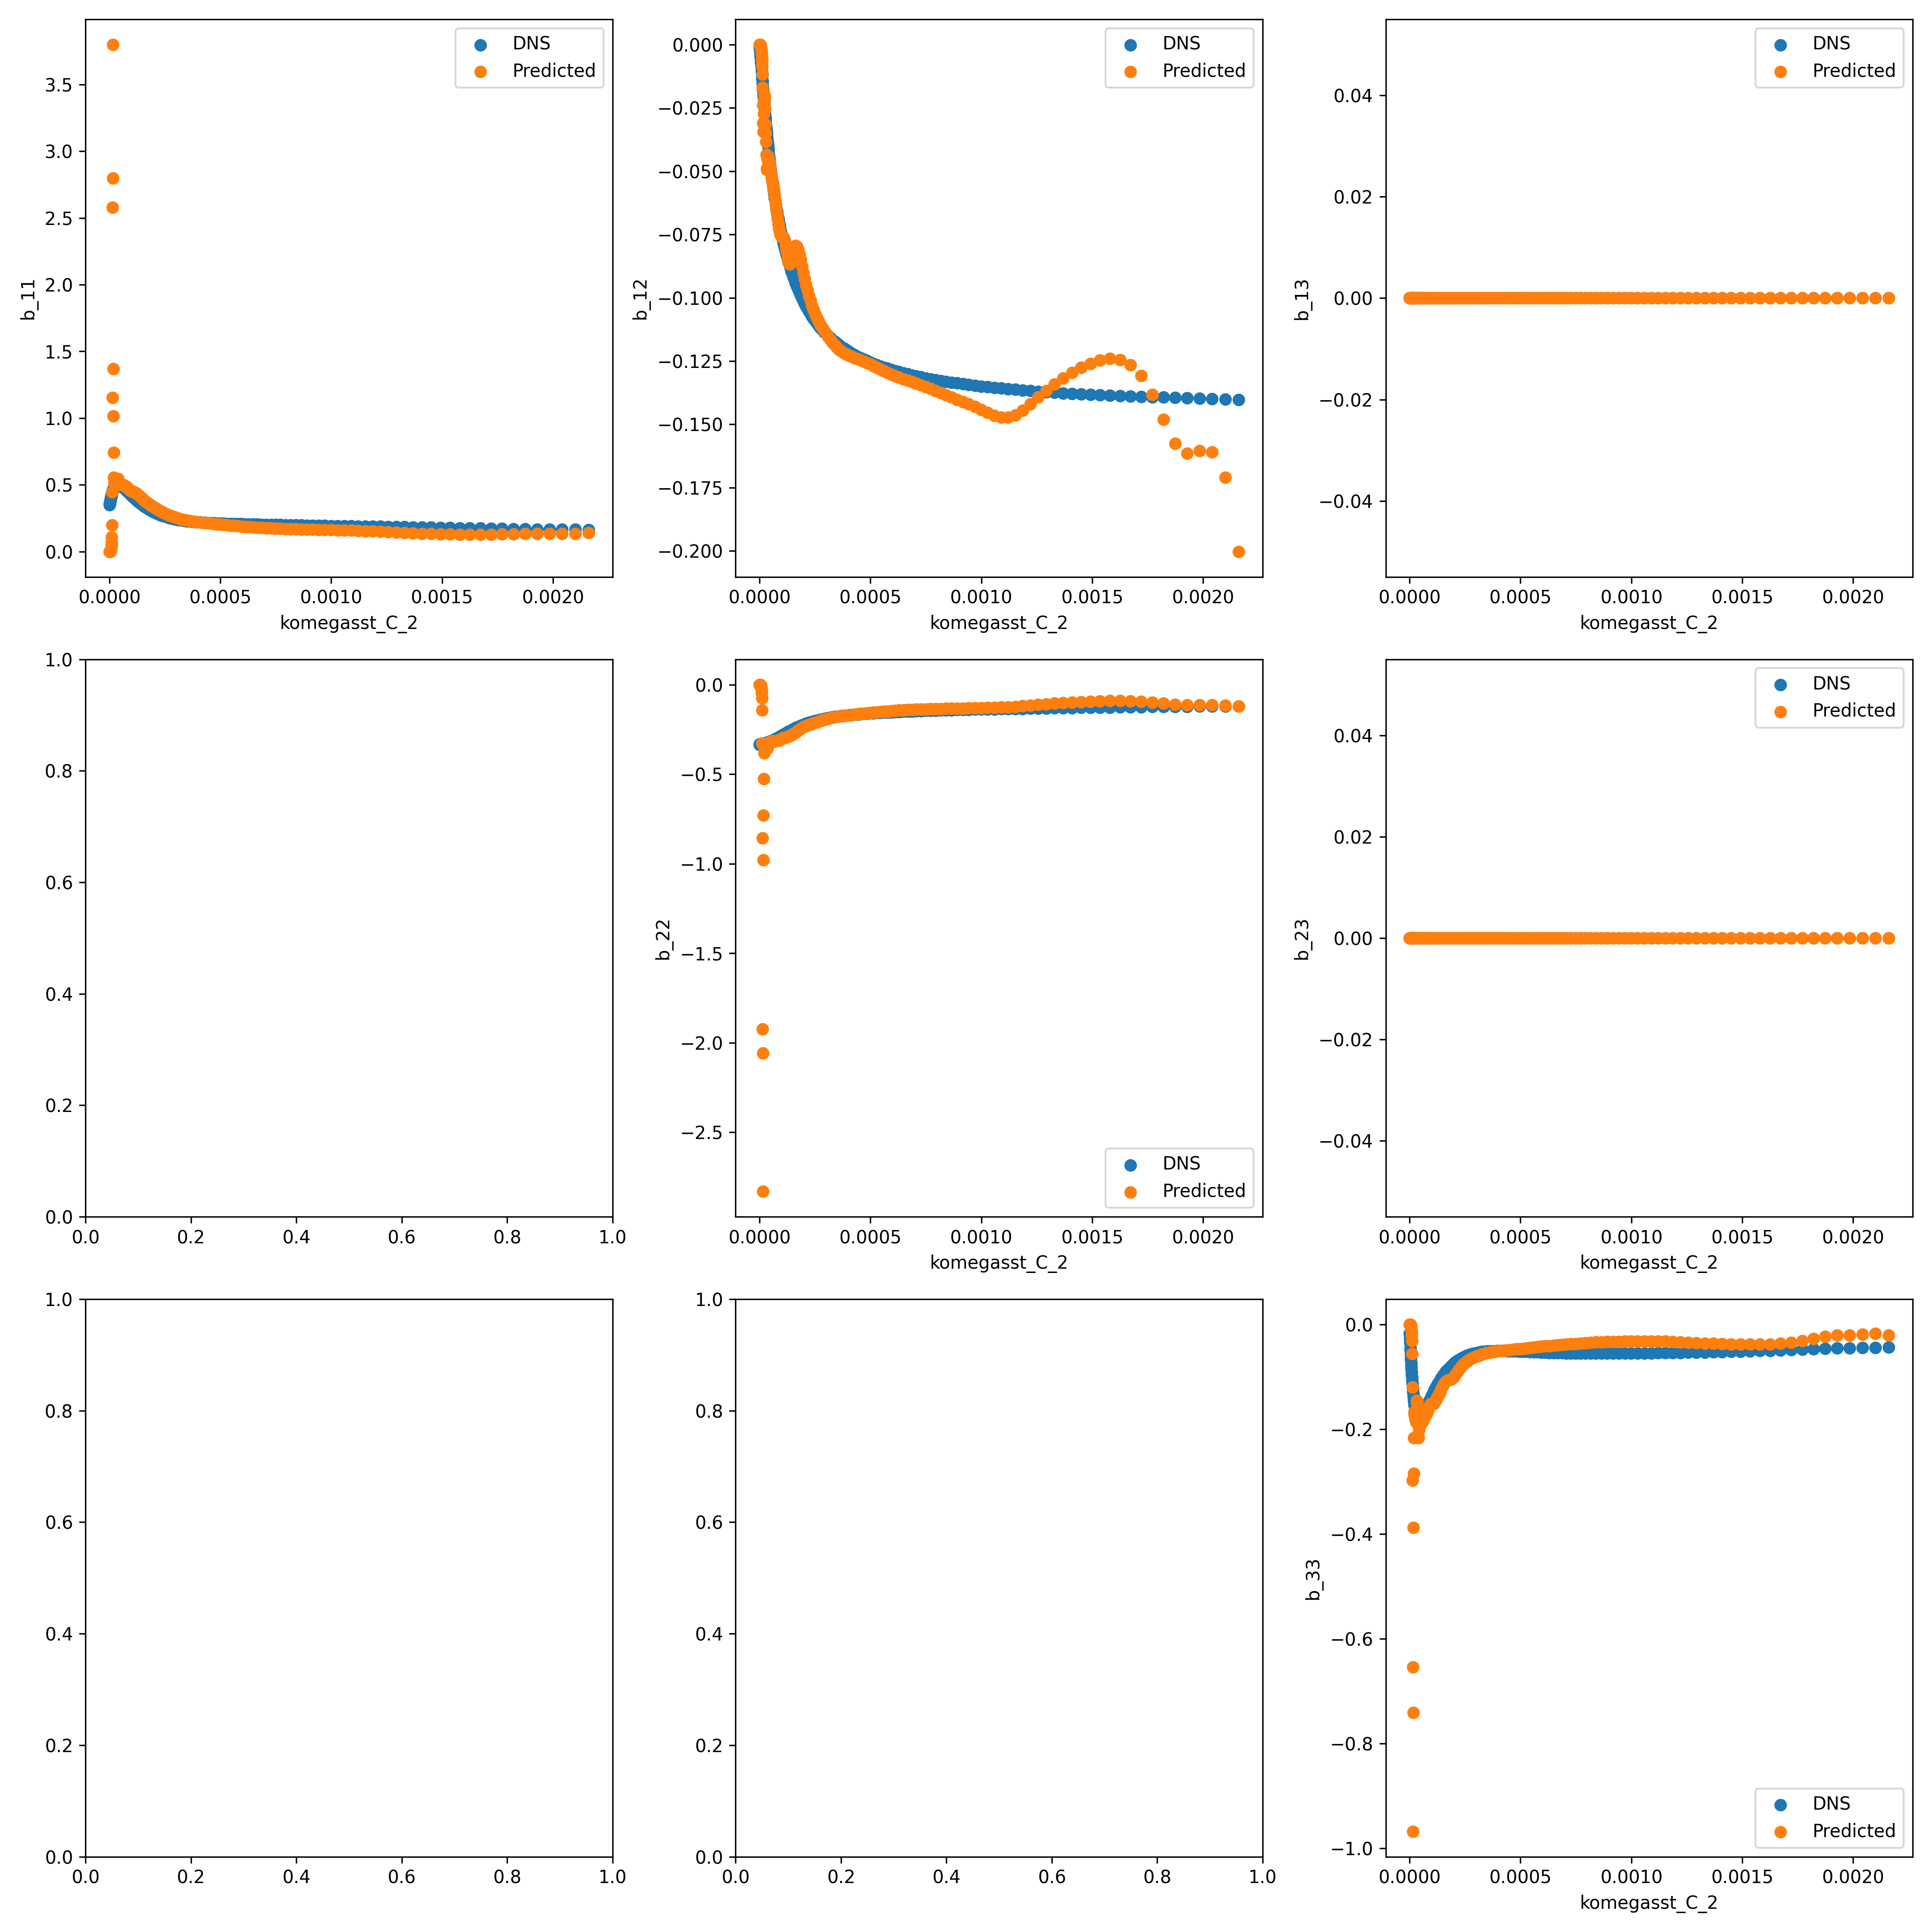 DNS
Predicted
3.5
3.0
2.5
2.0
1.5
1.0
0.5
0.0
b_11
0.0000 0.0005 0.0010 0.0015 0.0020
komegasst_C_2
DNS
Predicted
0.000
−0.025
−0.050
−0.075
−0.100
−0.125
−0.150
−0.175
−0.200
b_12
0.0000 0.0005 0.0010 0.0015 0.0020
komegasst_C_2
DNS
Predicted
0.04
0.02
0.00
−0.02
−0.04
b_13
0.0000 0.0005 0.0010 0.0015 0.0020
komegasst_C_2
1.0
0.8
0.6
0.4
0.2
0.0
0.0 0.2 0.4 0.6 0.8 1.0
0.0
−0.5
−1.0
−1.5
−2.0
−2.5
b_22
DNS
Predicted
0.0000 0.0005 0.0010 0.0015 0.0020
komegasst_C_2
DNS
Predicted
0.04
0.02
0.00
−0.02
−0.04
b_23
0.0000 0.0005 0.0010 0.0015 0.0020
komegasst_C_2
1.0
0.8
0.6
0.4
0.2
0.0
0.0 0.2 0.4 0.6 0.8 1.0
1.0
0.8
0.6
0.4
0.2
0.0
0.0 0.2 0.4 0.6 0.8 1.0
0.0
−0.2
−0.4
−0.6
−0.8
−1.0
b_33
DNS
Predicted
0.0000 0.0005 0.0010 0.0015 0.0020
komegasst_C_2